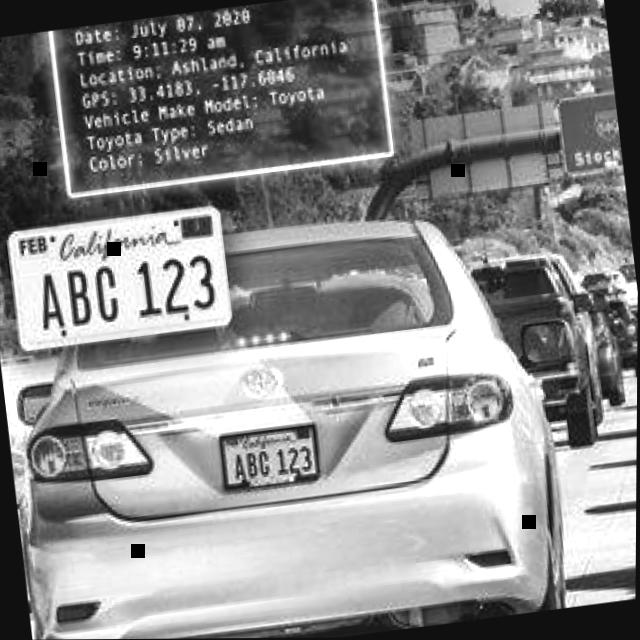 Date: July 07, 2020
Time: 9:11:29 am
Location: Ashland, California
GPS: 33.4183, -117.6046
Vehicle Make Model: Toyota
Toyota Type: Sedan
Color: Silver
Stoc
FEB California
ABC 123
California
ABC 123